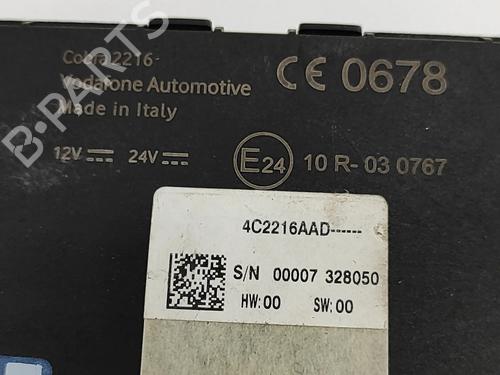 Cobra 2216-
Vodafone Automotive
Made in Italy
CE 0678
12V 24V
E24 10 R-03 0767
4C2216AAD------
S/N 00007 328050
HW:00 SW:00
B-PARTS